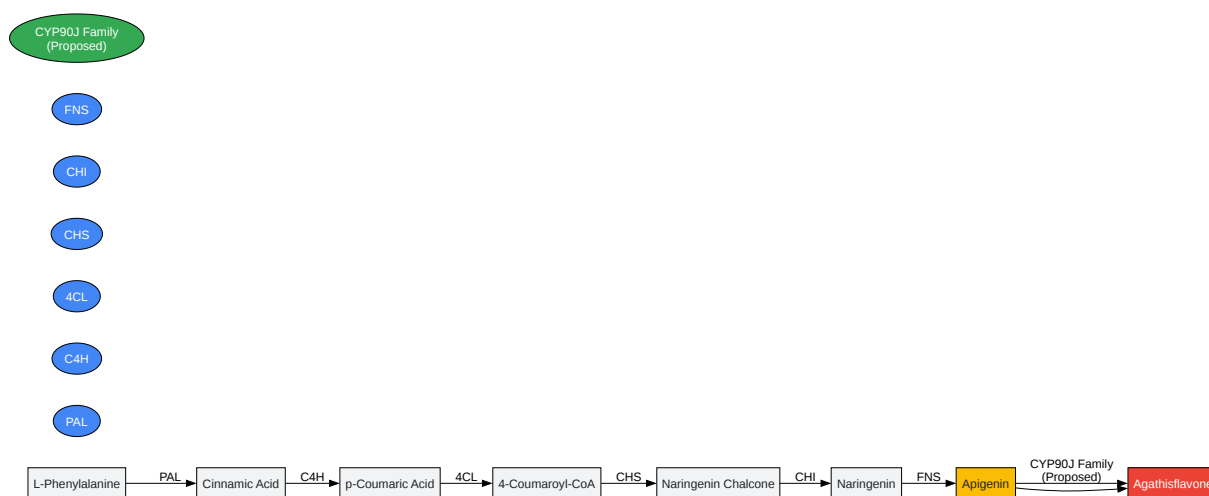 CYP90J Family
(Proposed)
FNS
CHI
CHS
4CL
C4H
PAL
L-Phenylalanine
PAL
Cinnamic Acid
C4H
p-Coumaric Acid
4CL
4-Coumaroyl-CoA
CHS
Naringenin Chalcone
CHI
Naringenin
FNS
Apigenin
CYP90J Family
(Proposed)
Agathisflavone